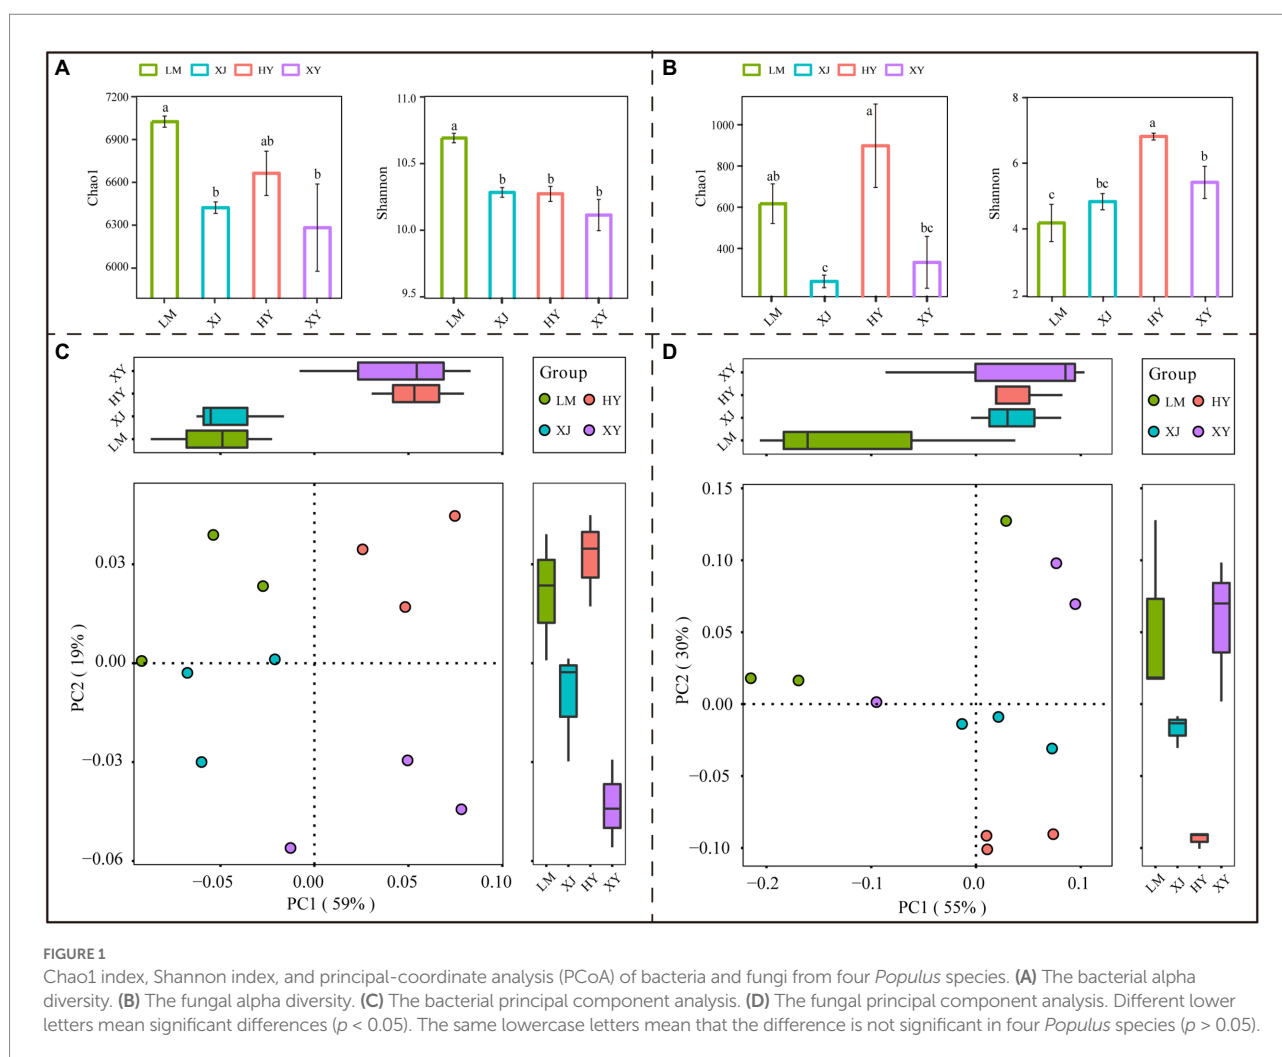 A
LM XJ HY XY
7200
6900
6600
6300
6000
Chao1
a
b
ab
b
LM XJ HY XY
11.0
10.5
10.0
9.5
Shannon
a
b
b
b
LM XJ HY XY
B
LM XJ HY XY
1000
800
600
400
Chao1
ab
c
a
bc
LM XJ HY XY
8
6
4
2
Shannon
c
bc
a
b
LM XJ HY XY
C
XY
HY
XJ
LM
Group
LM HY
XJ XY
0.03
0.00
−0.03
−0.06
PC2 ( 19% )
−0.05 0.00 0.05 0.10
PC1 ( 59% )
LM XJ HY XY
D
XY
HY
XJ
LM
Group
LM HY
XJ XY
0.15
0.10
0.05
0.00
−0.05
−0.10
PC2 ( 30% )
−0.2 −0.1 0.0 0.1
PC1 ( 55% )
LM XJ HY XY
FIGURE 1
Chao1 index, Shannon index, and principal-coordinate analysis (PCoA) of bacteria and fungi from four Populus species. (A) The bacterial alpha
diversity. (B) The fungal alpha diversity. (C) The bacterial principal component analysis. (D) The fungal principal component analysis. Different lower
letters mean significant differences (p < 0.05). The same lowercase letters mean that the difference is not significant in four Populus species (p > 0.05).